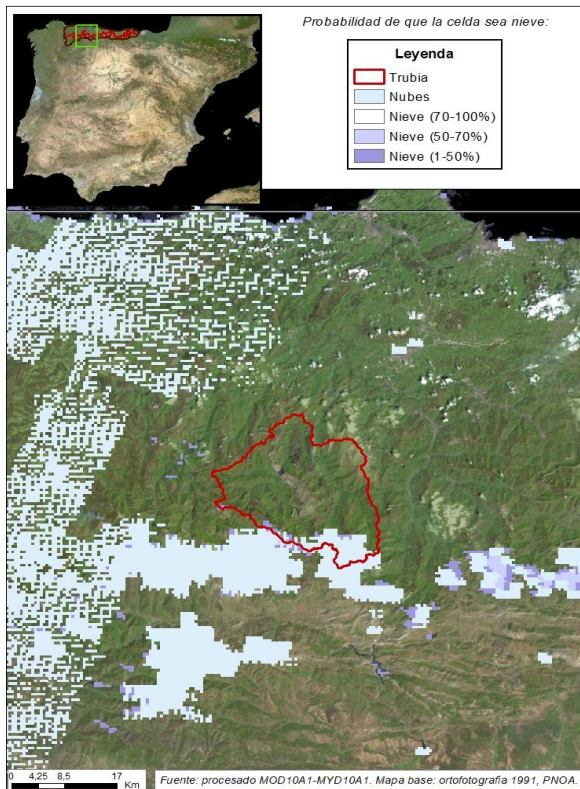 Probabilidad de que la celda sea nieve:
Leyenda
Trubia
Nubes
Nieve (70-100%)
Nieve (50-70%)
Nieve (1-50%)
0 4,25 8,5 17
Km
Fuente: procesado MOD10A1-MYD10A1. Mapa base: ortofotografia 1991, PNOA.